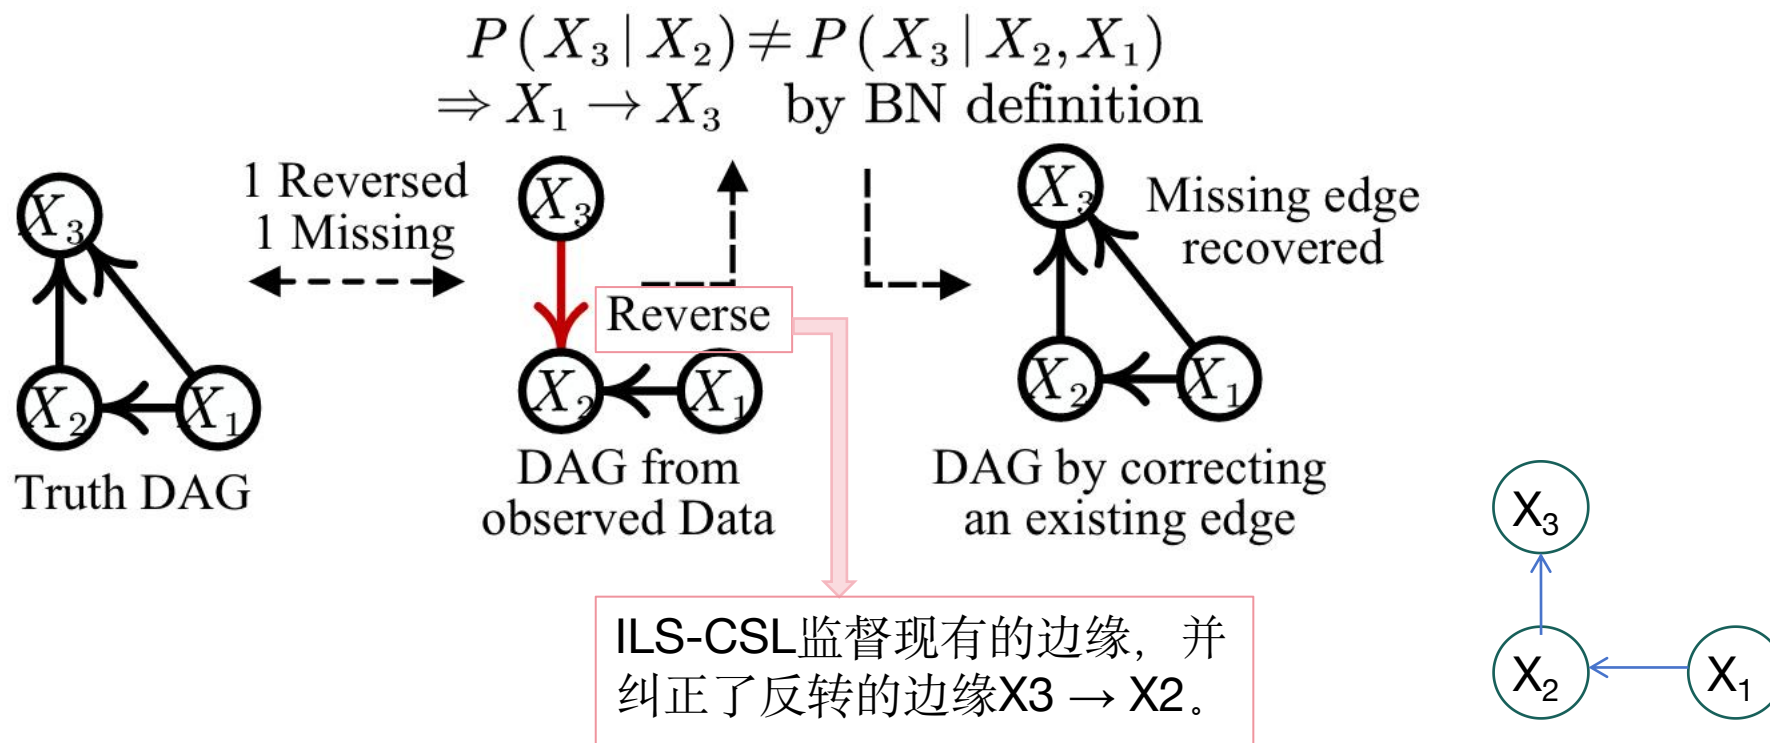 P(X₃|X₂) ≠ P(X₃|X₂,X₁)
⇒ X₁ → X₃ by BN definition
X₃
X₂
X₁
Truth DAG
1 Reversed
1 Missing
X₃
Reverse
X₂
X₁
DAG from
observed Data
X₃
Missing edge
recovered
X₂
X₁
DAG by correcting
an existing edge
ILS-CSL监督现有的边缘，并
纠正了反转的边缘X3 → X2。
X₃
X₂
X₁